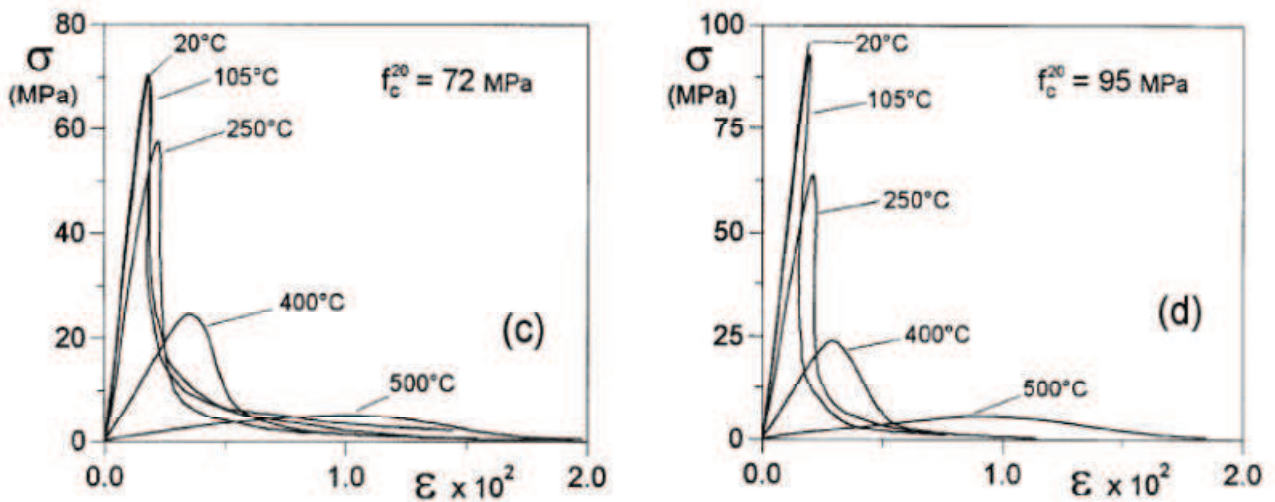 80
σ
(MPa)
60
40
20
0
20°C
105°C
250°C
f_c^20 = 72 MPa
400°C
(c)
500°C
0.0
1.0
2.0
ε x 10²
100
σ
(MPa)
75
50
25
0
20°C
105°C
250°C
f_c^20 = 95 MPa
400°C
(d)
500°C
0.0
1.0
2.0
ε x 10²